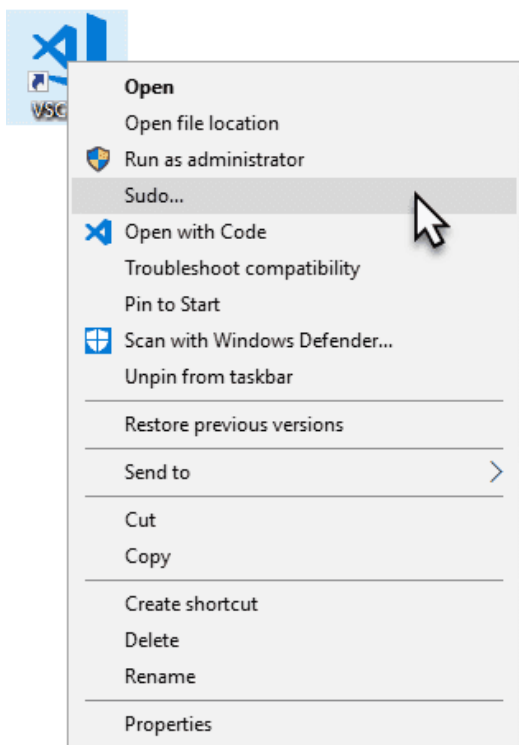 VSC
Open
Open file location
Run as administrator
Sudo...
Open with Code
Troubleshoot compatibility
Pin to Start
Scan with Windows Defender...
Unpin from taskbar
Restore previous versions
Send to
Cut
Copy
Create shortcut
Delete
Rename
Properties